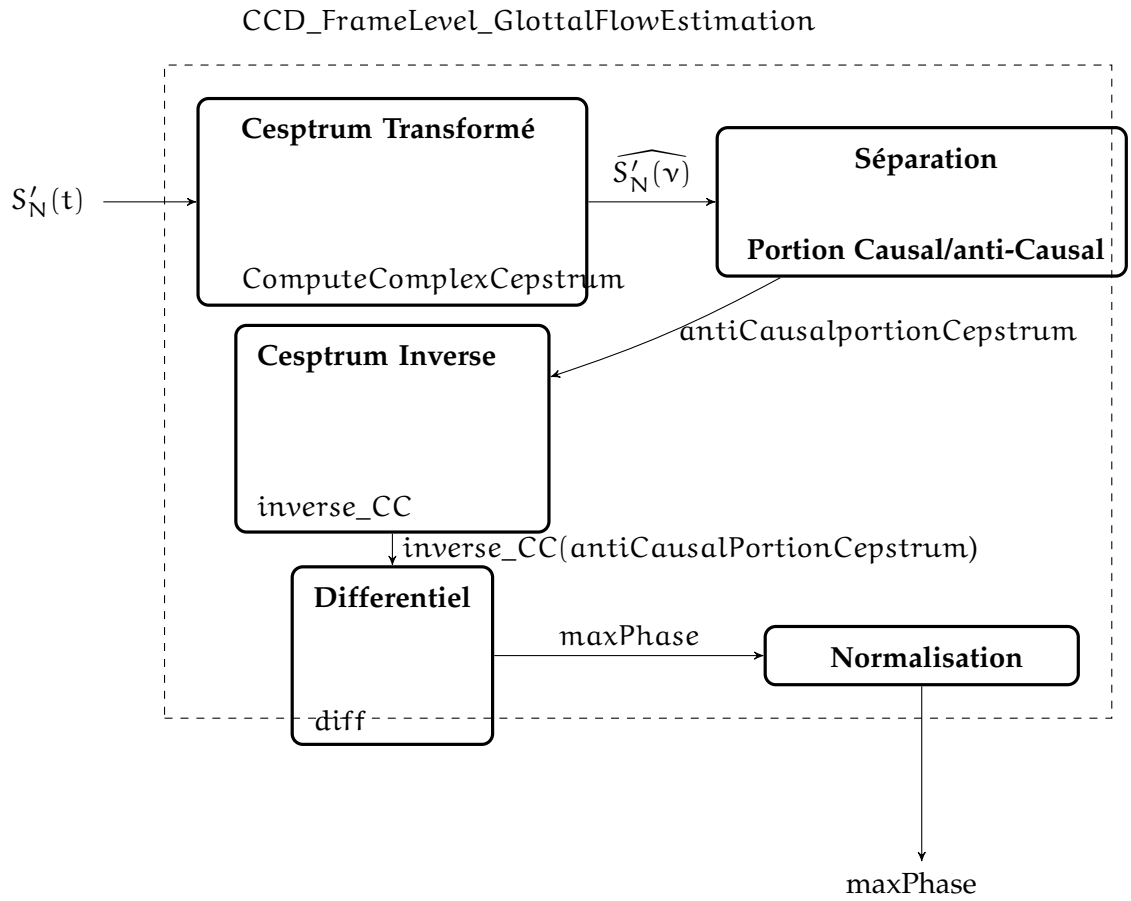 CCD_FrameLevel_GlottalFlowEstimation
Cesptrum Transformé
S′N(t)
ComputeComplexCepstrum
S′N(ν)
Séparation
Portion Causal/anti-Causal
antiCausalportionCepstrum
Cesptrum Inverse
inverse_CC
inverse_CC(antiCausalPortionCepstrum)
Differentiel
diff
maxPhase
Normalisation
maxPhase